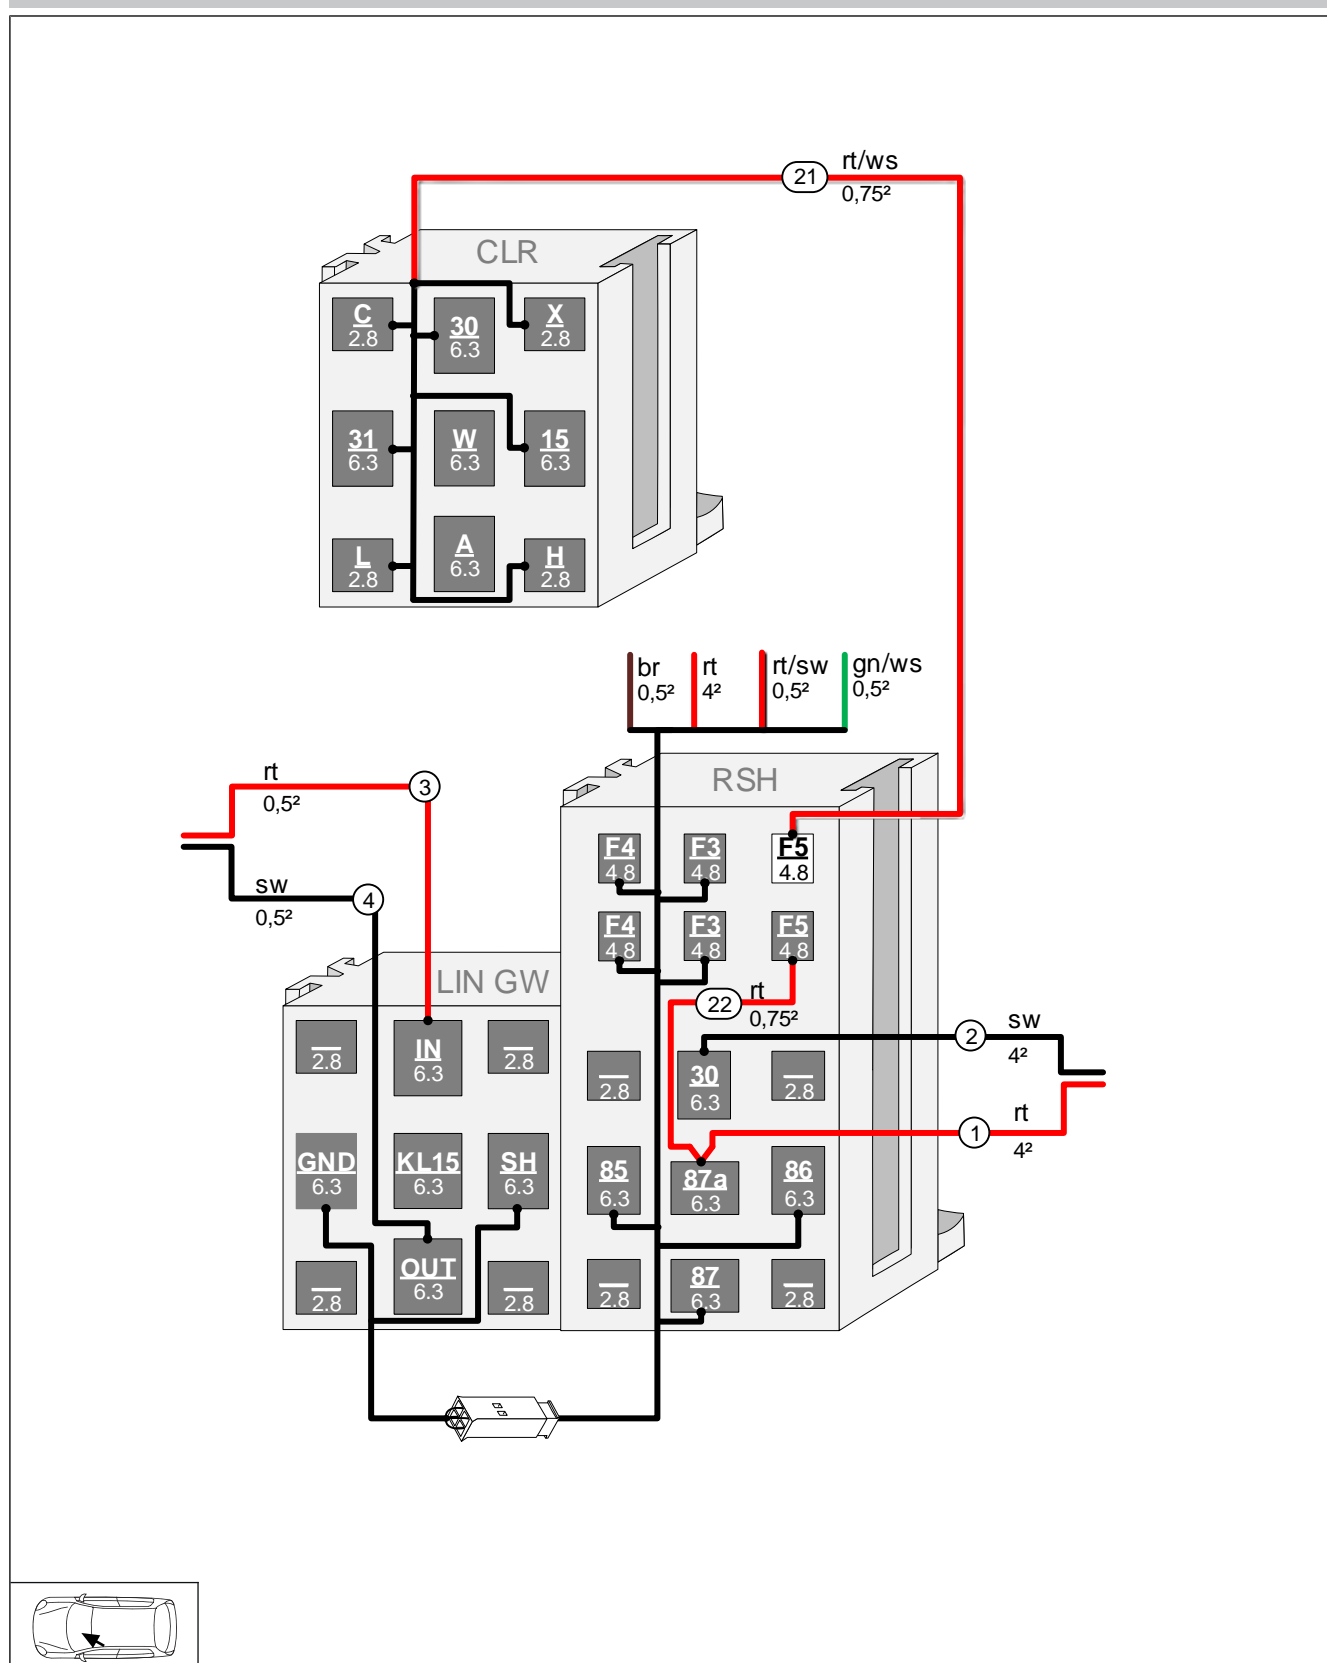 21
rt/ws
0,75²
CLR
C
2.8
30
6.3
X
2.8
31
6.3
W
6.3
15
6.3
L
2.8
A
6.3
H
2.8
br
0,5²
rt
4²
rt/sw
0,5²
gn/ws
0,5²
rt
0,5²
3
sw
0,5²
4
RSH
F4
4.8
F3
4.8
F5
4.8
F4
4.8
F3
4.8
F5
4.8
22
rt
0,75²
LIN GW
2.8
IN
6.3
2.8
GND
6.3
KL15
6.3
SH
6.3
2.8
OUT
6.3
2.8
2.8
30
6.3
2.8
2
sw
4²
1
rt
4²
85
6.3
87a
6.3
86
6.3
2.8
87
6.3
2.8